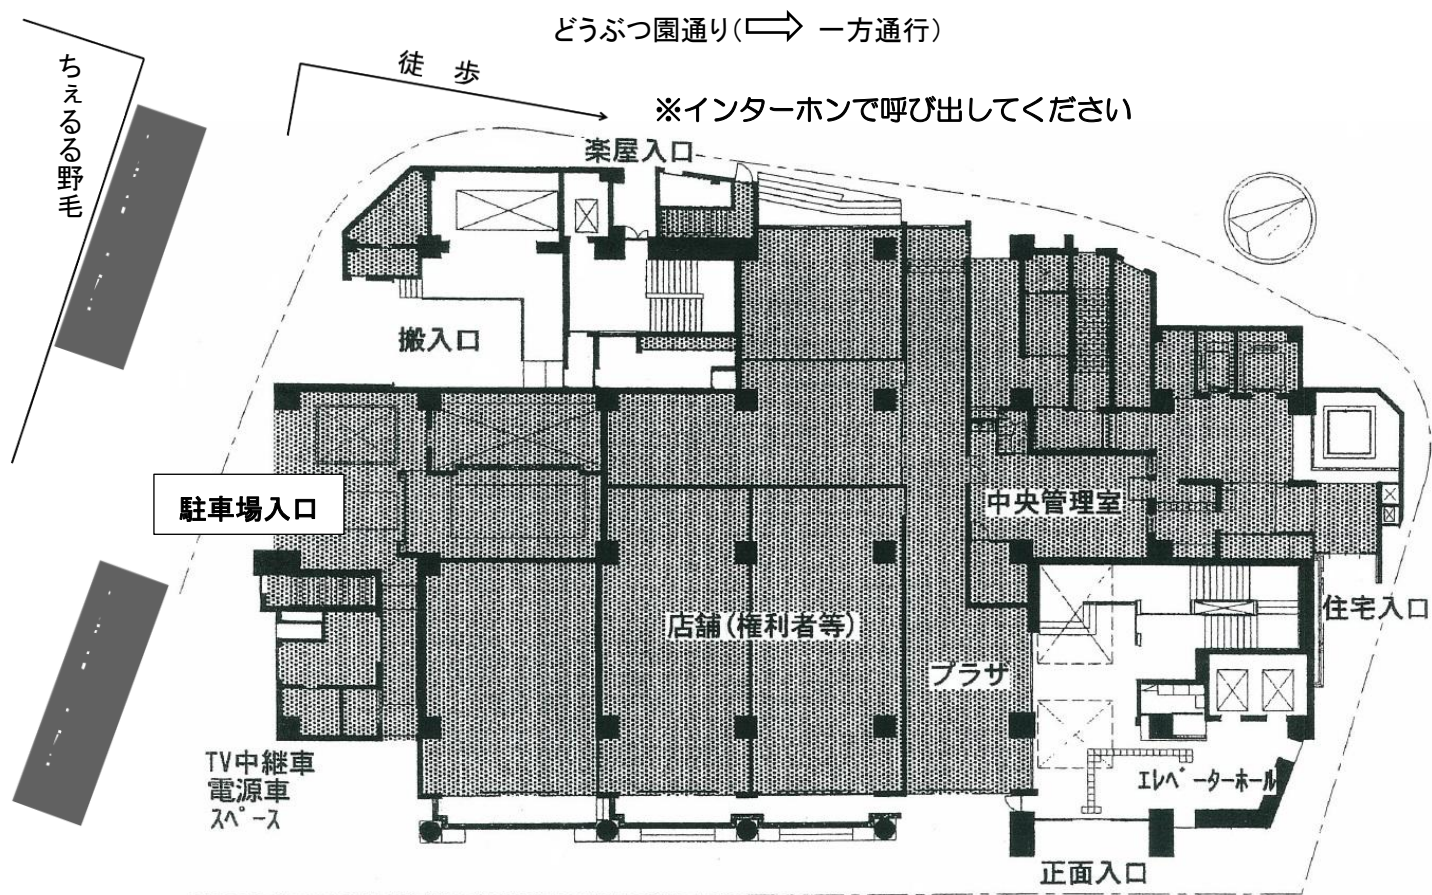 どうぶつ園通り(⇨ 一方通行)
徒 歩
ちぇるる野毛
※インターホンで呼び出してください
楽屋入口
搬入口
駐車場入口
中央管理室
住宅入口
店舗(権利者等)
プラザ
TV中継車
電源車
スペース
エレベーターホール
正面入口